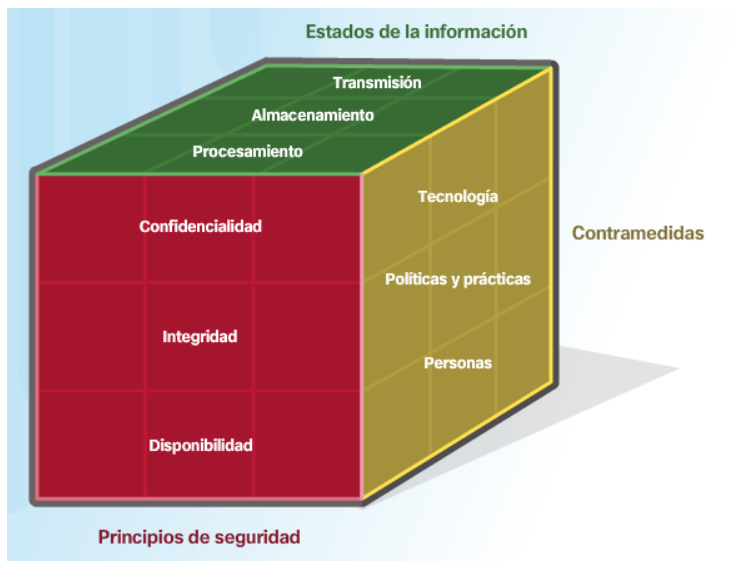 Estados de la información
Transmisión
Almacenamiento
Procesamiento
Confidencialidad
Integridad
Disponibilidad
Tecnología
Políticas y prácticas
Personas
Contramedidas
Principios de seguridad